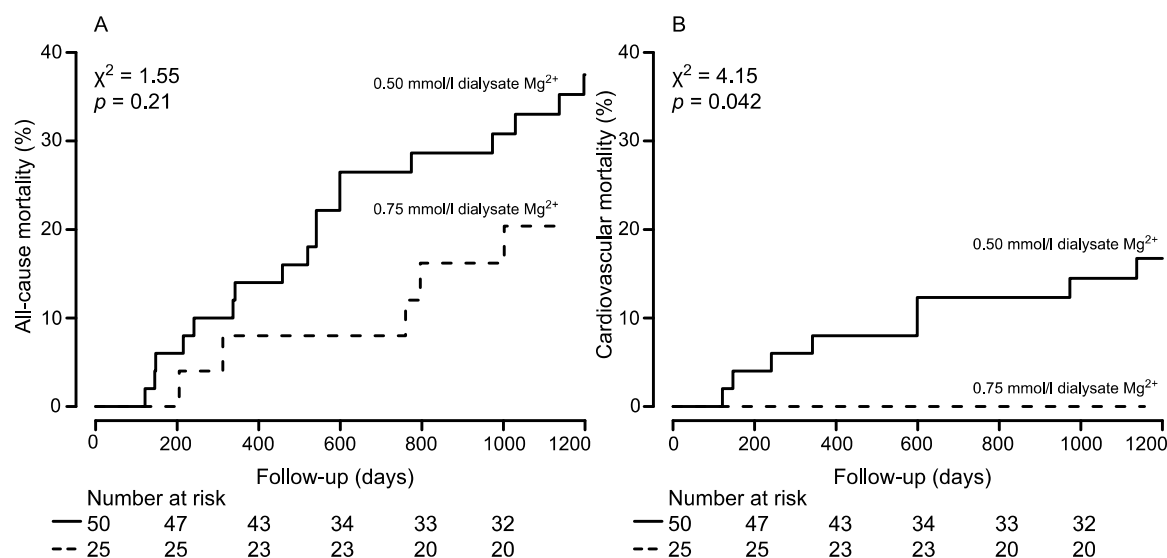 A
40
30
20
10
0
All-cause mortality (%)
χ² = 1.55
p = 0.21
0.50 mmol/l dialysate Mg²⁺
0.75 mmol/l dialysate Mg²⁺
0 200 400 600 800 1000 1200
Follow-up (days)
Number at risk
50 47 43 34 33 32
25 25 23 23 20 20
B
40
30
20
10
0
Cardiovascular mortality (%)
χ² = 4.15
p = 0.042
0.50 mmol/l dialysate Mg²⁺
0.75 mmol/l dialysate Mg²⁺
0 200 400 600 800 1000 1200
Follow-up (days)
Number at risk
50 47 43 34 33 32
25 25 23 23 20 20